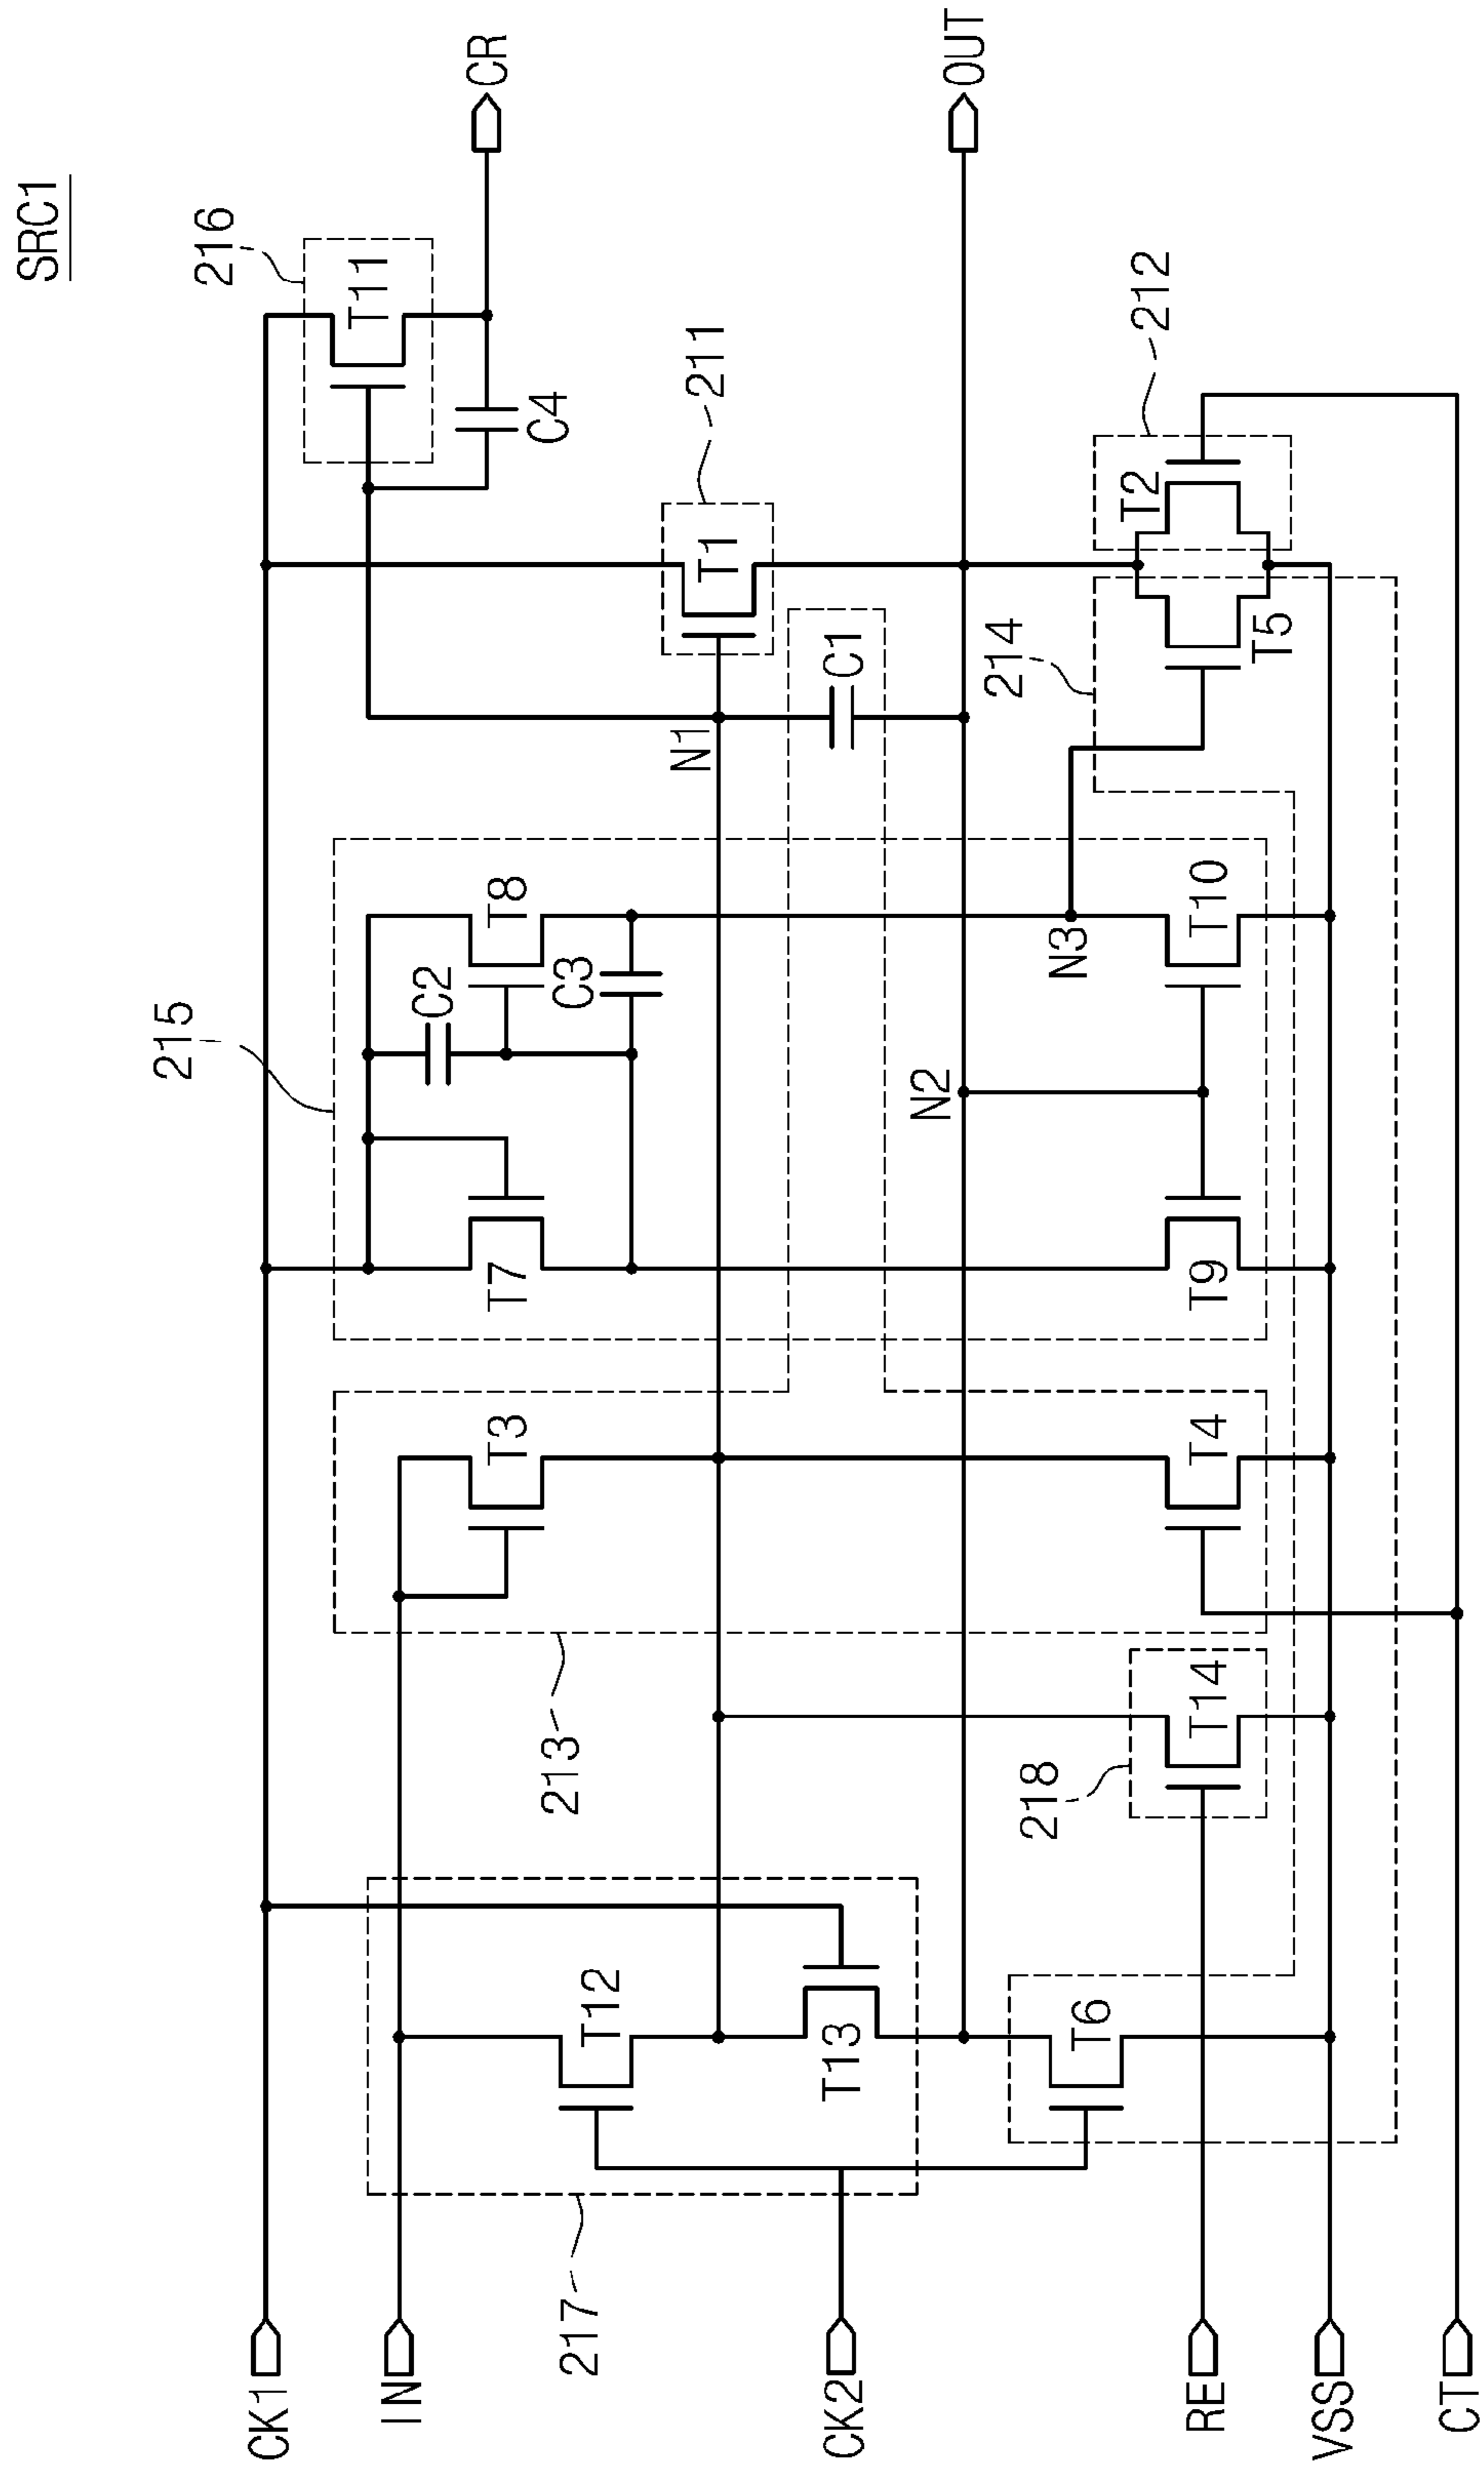 SRC1
215
216
CK1
T7
C2
T8
T11
CR
IN
T3
C3
C4
217
T12
213
N1
211
T1
CK2
T13
C1
N2
OUT
218
T6
N3
214
212
T2
RE
T14
T4
T9
T10
T5
VSS
CT